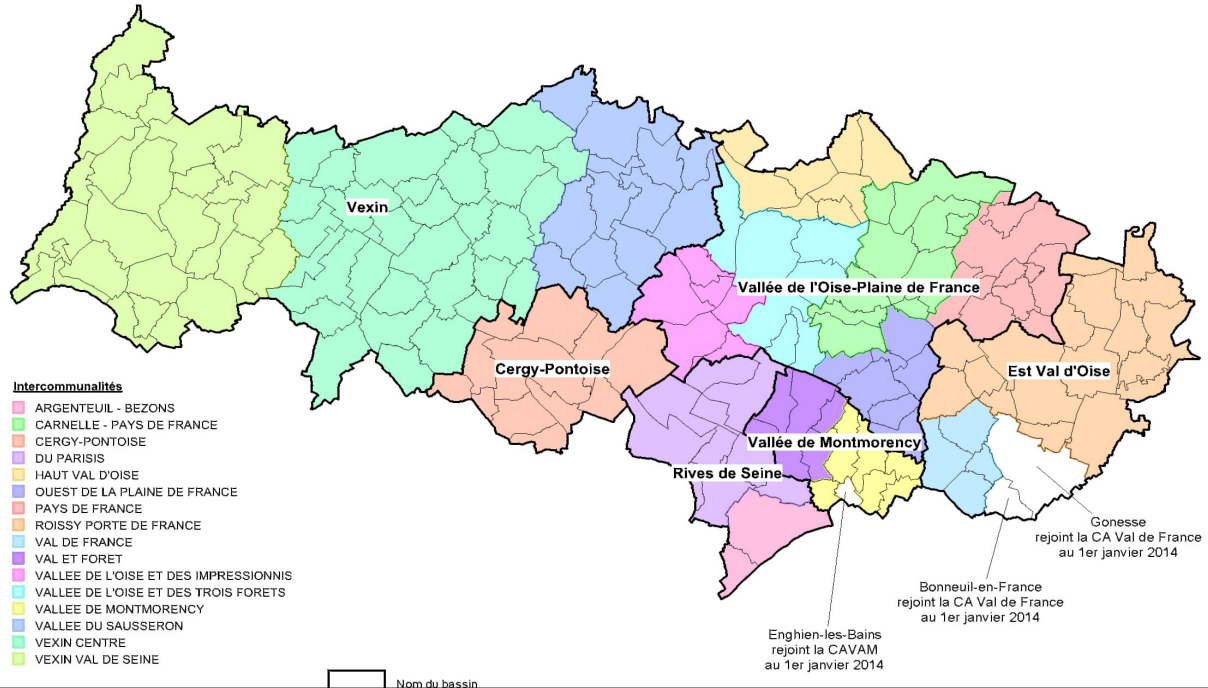 Vexin
Vallée de l'Oise-Plaine de France
Cergy-Pontoise
Est Val d'Oise
Vallée de Montmorency
Rives de Seine
Gonesse
rejoint la CA Val de France
au 1er janvier 2014
Bonneuil-en-France
rejoint la CA Val de France
au 1er janvier 2014
Enghien-les-Bains
rejoint la CAVAM
au 1er janvier 2014
Intercommunalités
ARGENTEUIL - BEZONS
CARNELLE - PAYS DE FRANCE
CERGY-PONTOISE
DU PARISIS
HAUT VAL D'OISE
OUEST DE LA PLAINE DE FRANCE
PAYS DE FRANCE
ROISSY PORTE DE FRANCE
VAL DE FRANCE
VAL ET FORET
VALLEE DE L'OISE ET DES IMPRESSIONNIS
VALLEE DE L'OISE ET DES TROIS FORETS
VALLEE DE MONTMORENCY
VALLEE DU SAUSSERON
VEXIN CENTRE
VEXIN VAL DE SEINE
Nom du bassin